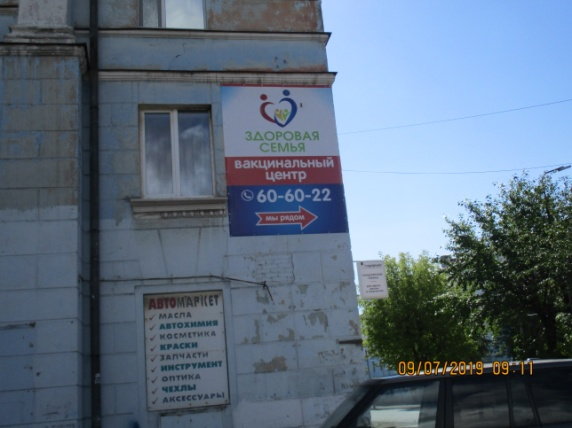 ЗДОРОВАЯ
СЕМЬЯ
вакцинальный
центр
60-60-22
мы рядом
АВТОМАРКЕТ
МАСЛА
АВТОХИМИЯ
КОСМЕТИКА
КРАСКИ
ЗАПЧАСТИ
ИНСТРУМЕНТ
ОПТИКА
ЧЕХЛЫ
АКСЕССУАРЫ
09/07/2019 09:11